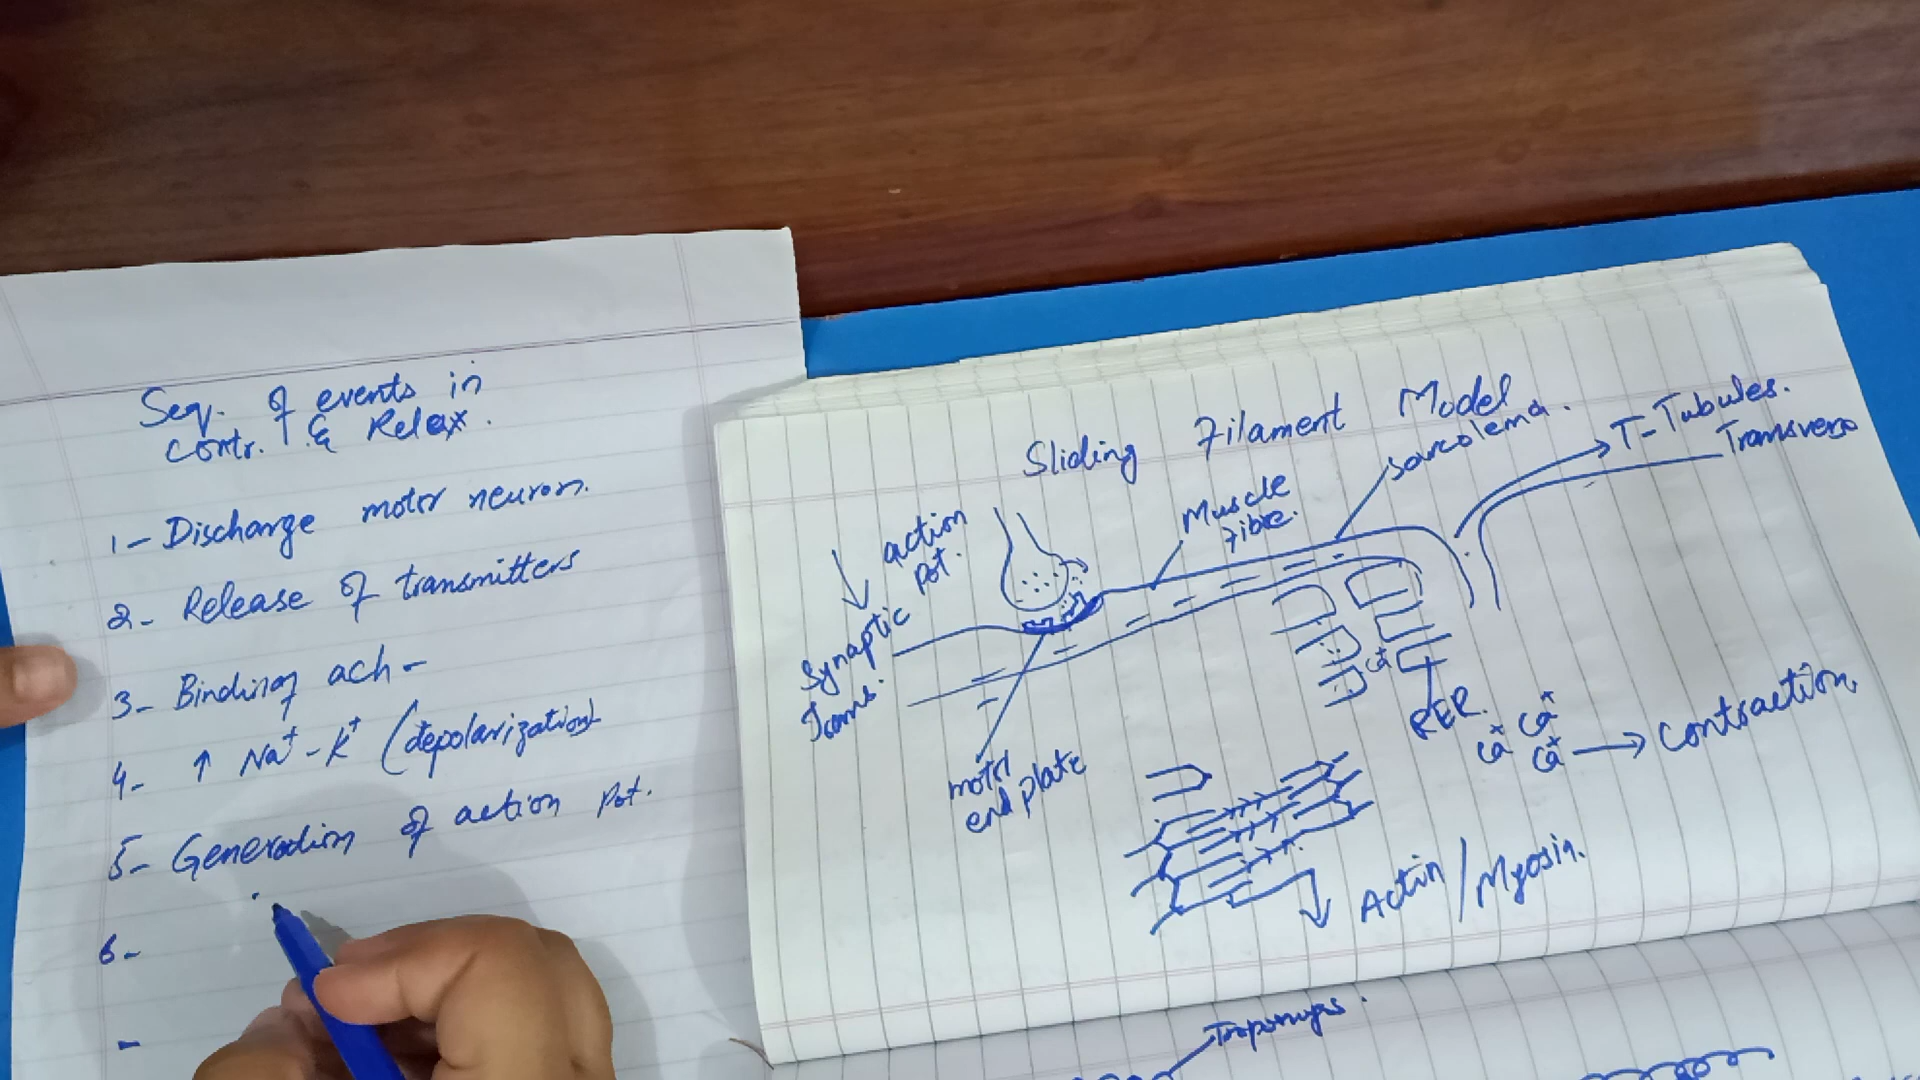 Seq. of events in
contr. & Relax.
1- Discharge motor neuron.
2- Release of transmitters
3- Binding ach -
4- ↑ Na+ - K+ (depolarization)
5- Generation of action Pot.
6-
-
Sliding Filament Model
action
Pot.
Synaptic
Trans.
Muscle
Fibre.
sarcolema.
T-Tubules.
Transverse
motor
end plate
Ca+
RER.
Ca+ Ca+
Ca+ → contraction
Actin / Myosin.